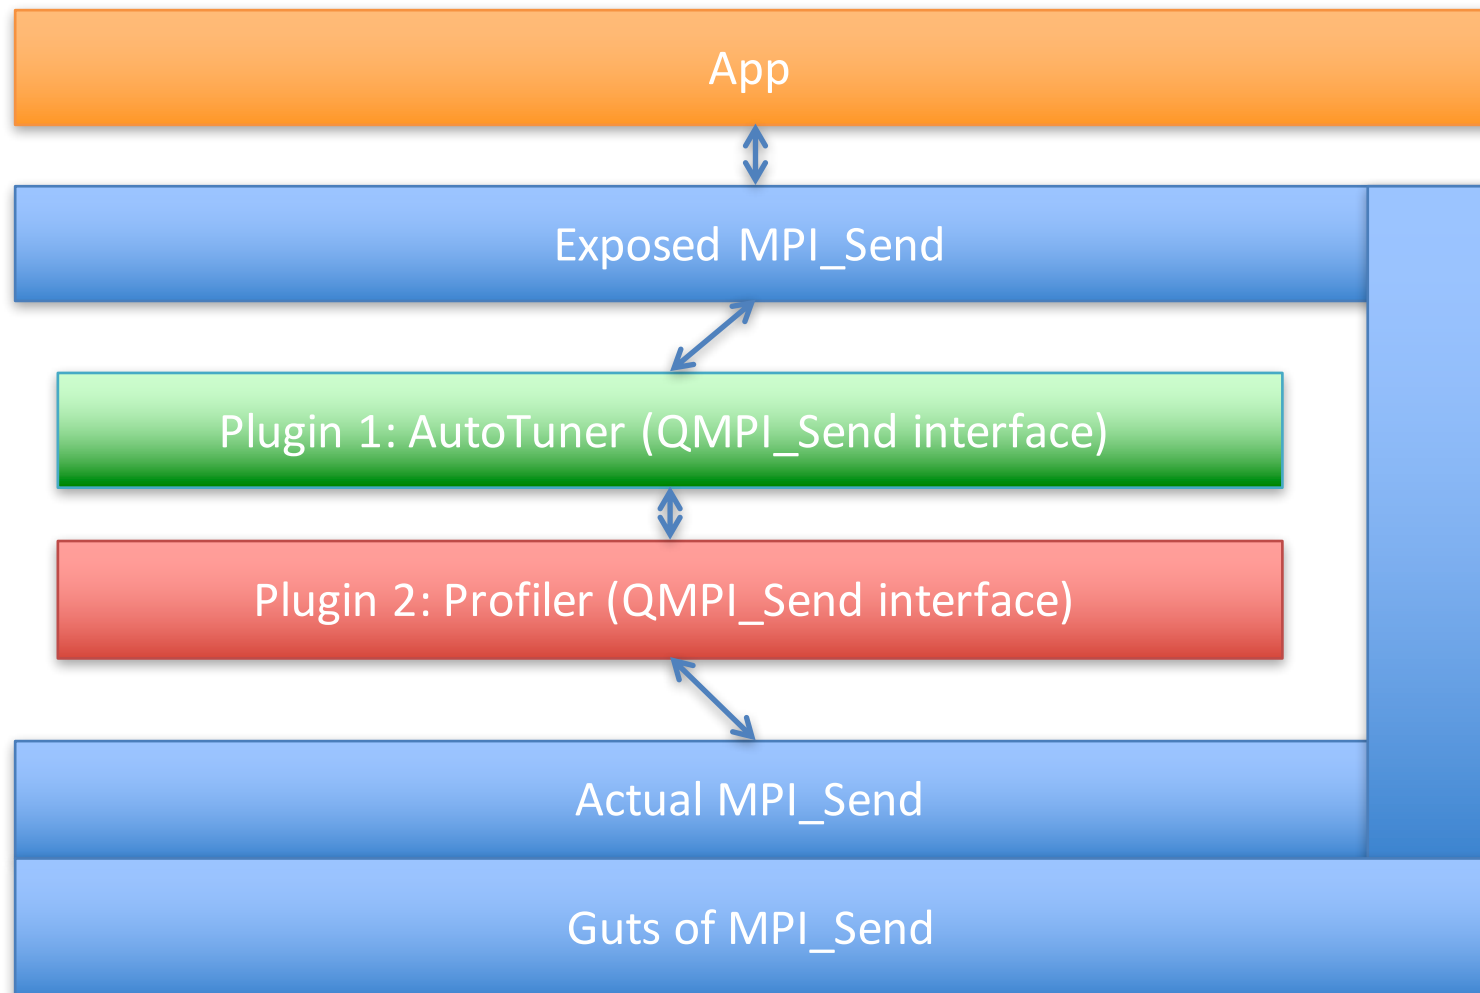 App
Exposed MPI_Send
Plugin 1: AutoTuner (QMPI_Send interface)
Plugin 2: Profiler (QMPI_Send interface)
Actual MPI_Send
Guts of MPI_Send